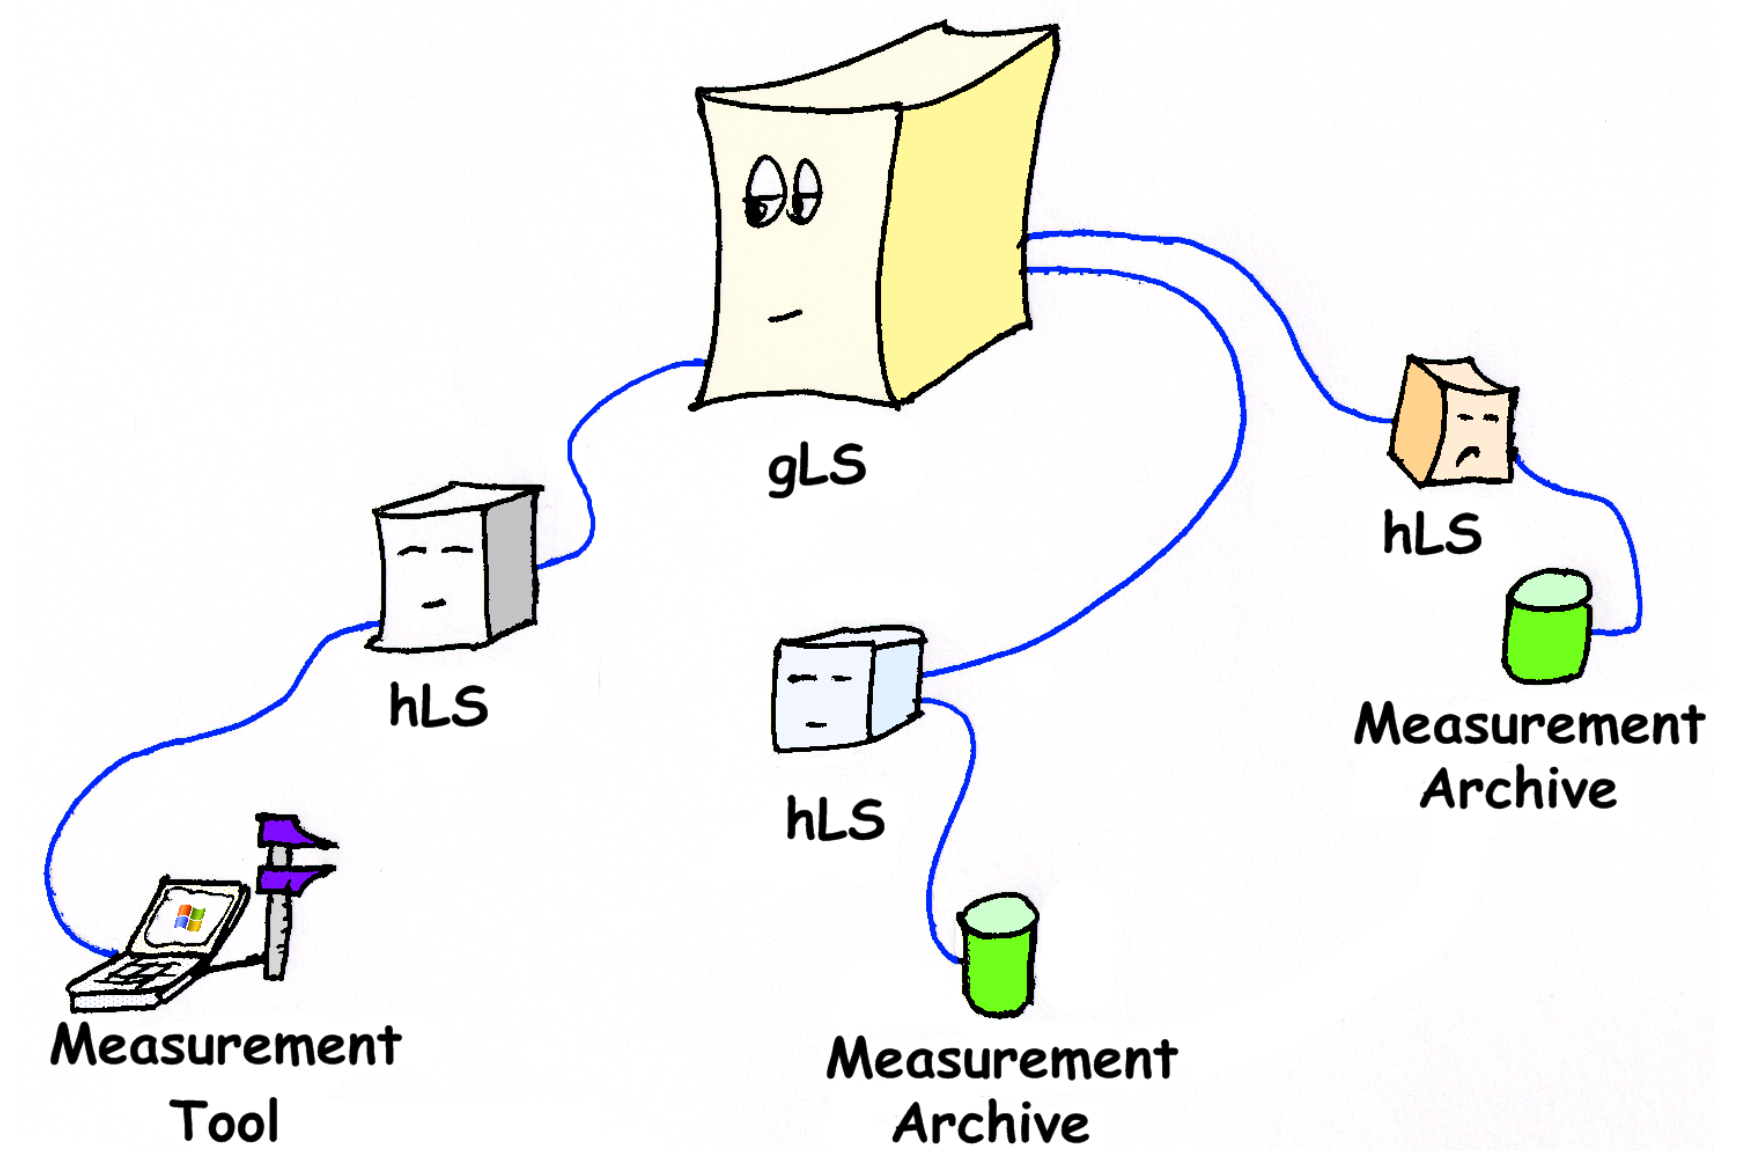 gLS
hLS
hLS
hLS
Measurement
Archive
Measurement
Tool
Measurement
Archive